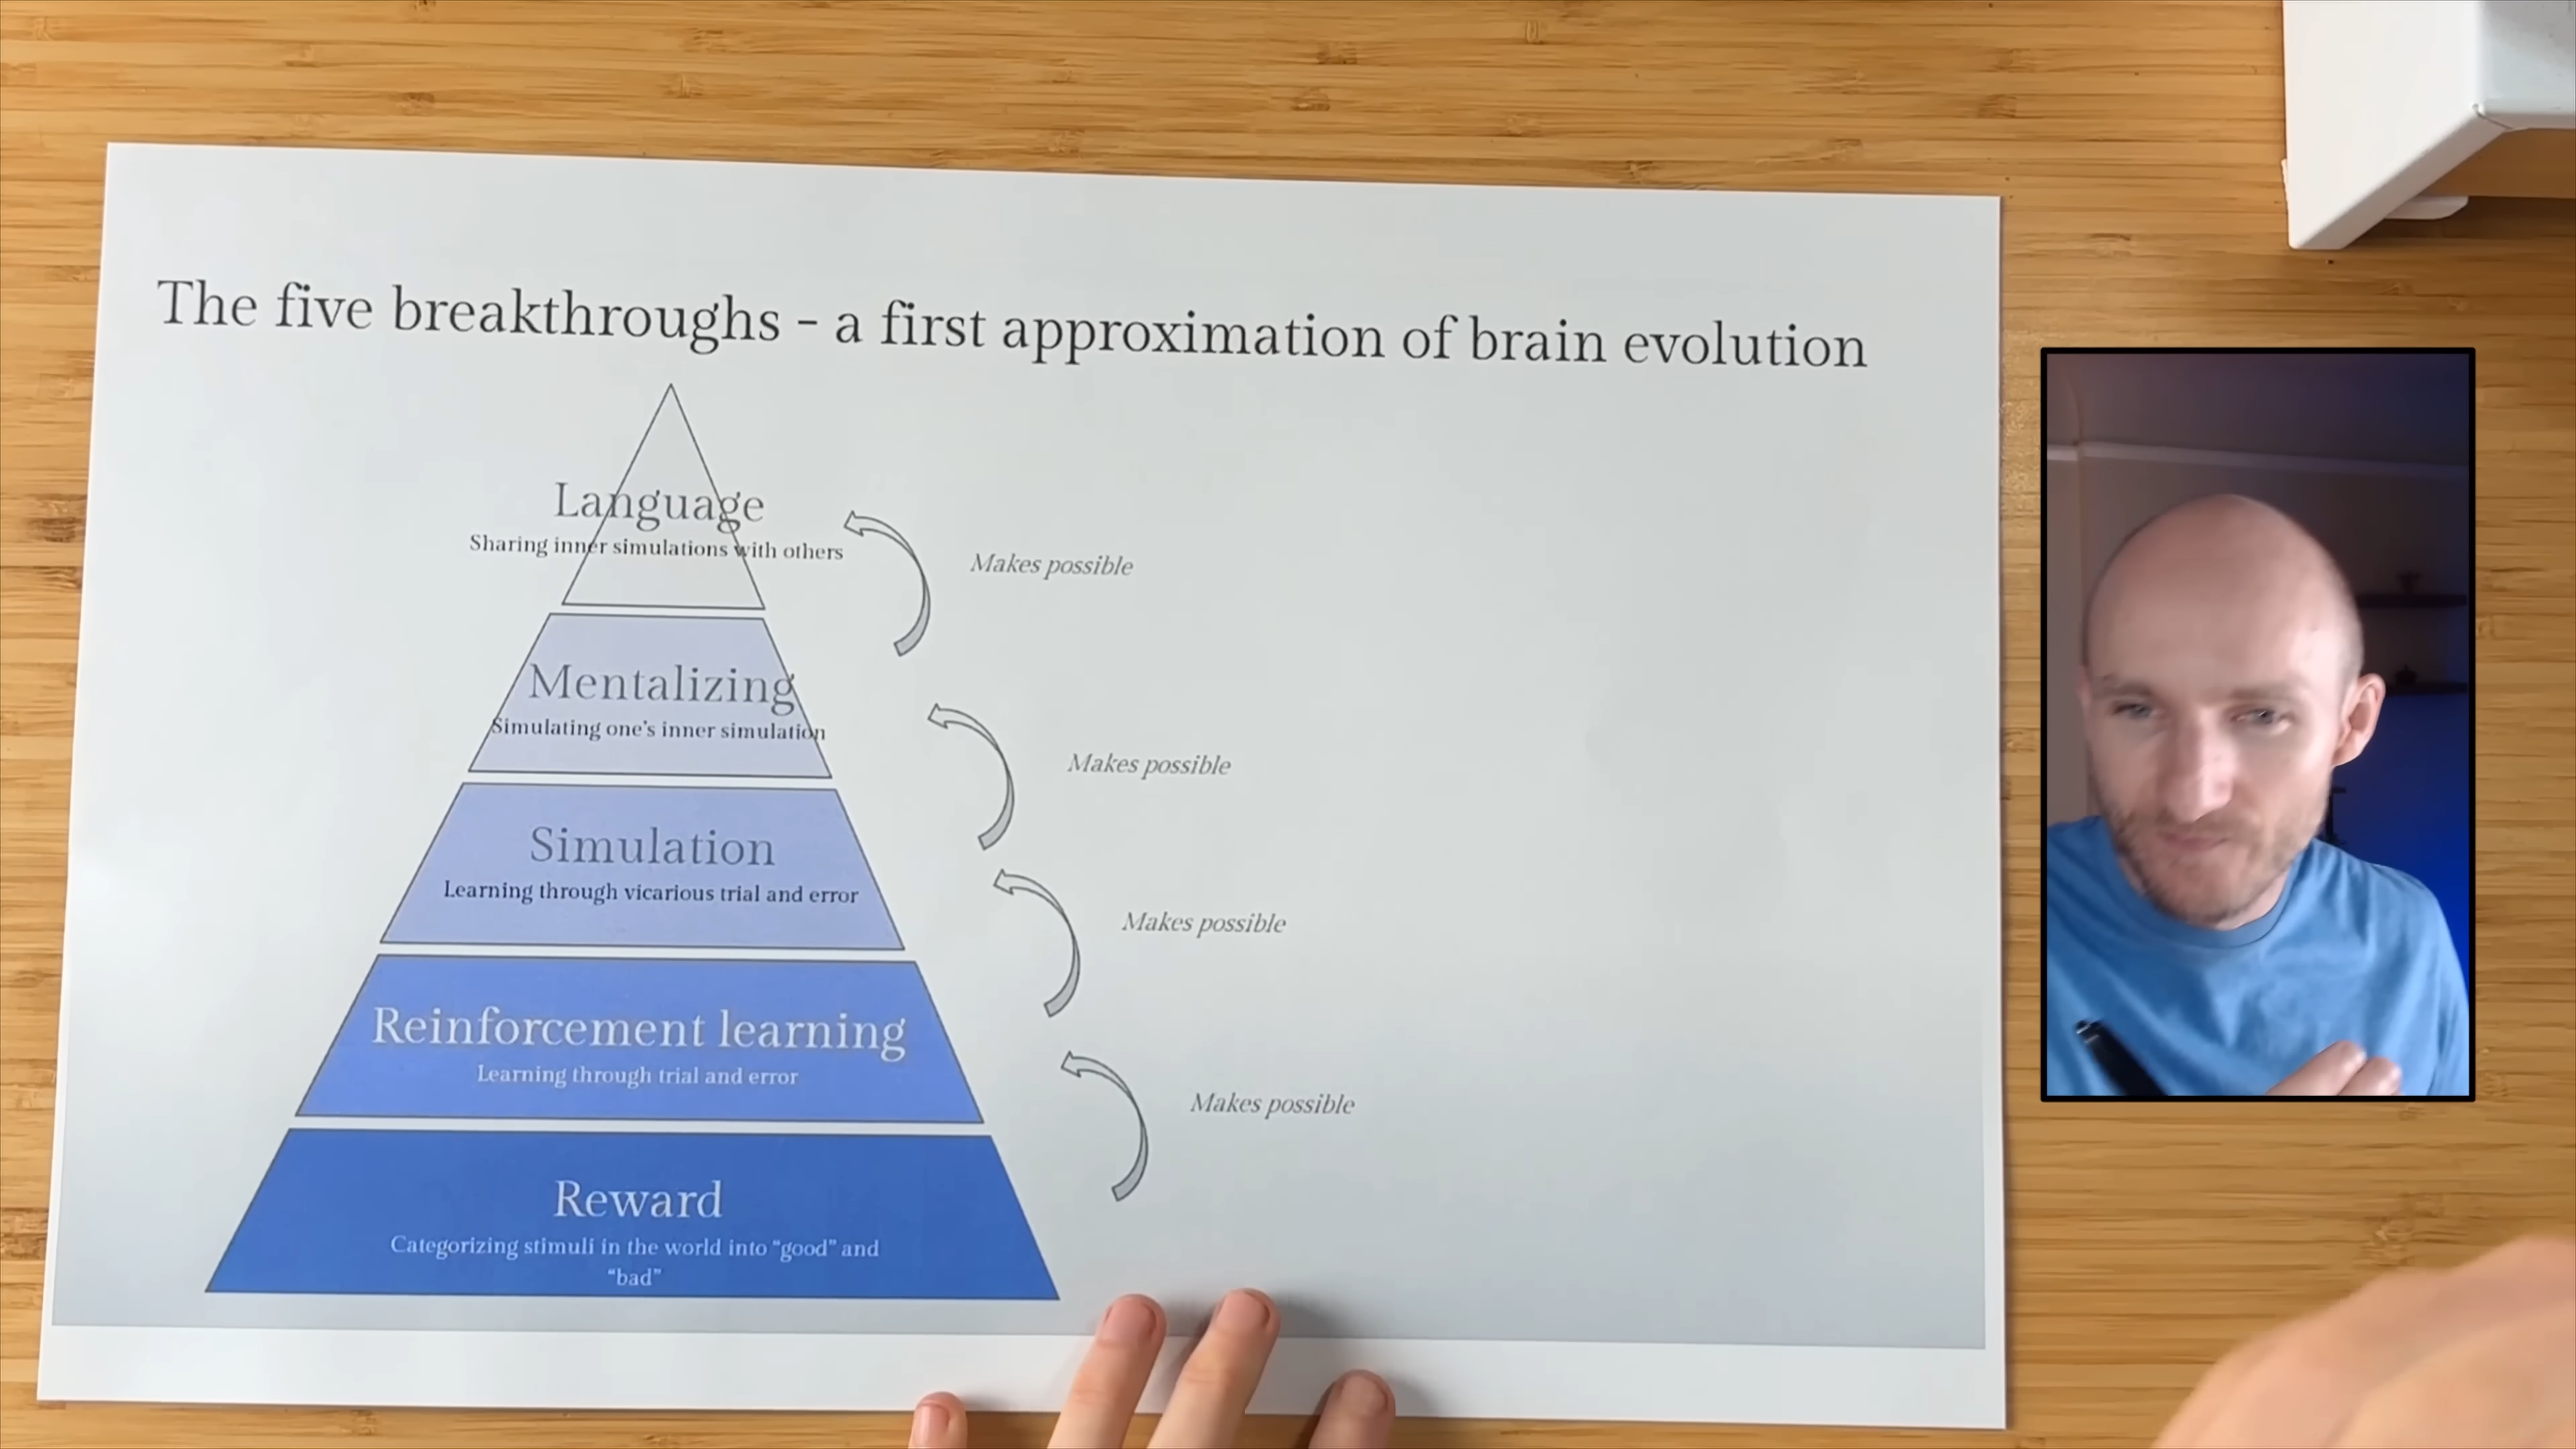 The five breakthroughs - a first approximation of brain evolution
Language
Sharing inner simulations with others
Makes possible
Mentalizing
Simulating one's inner simulation
Makes possible
Simulation
Learning through vicarious trial and error
Makes possible
Reinforcement learning
Learning through trial and error
Makes possible
Reward
Categorizing stimuli in the world into “good” and
“bad”